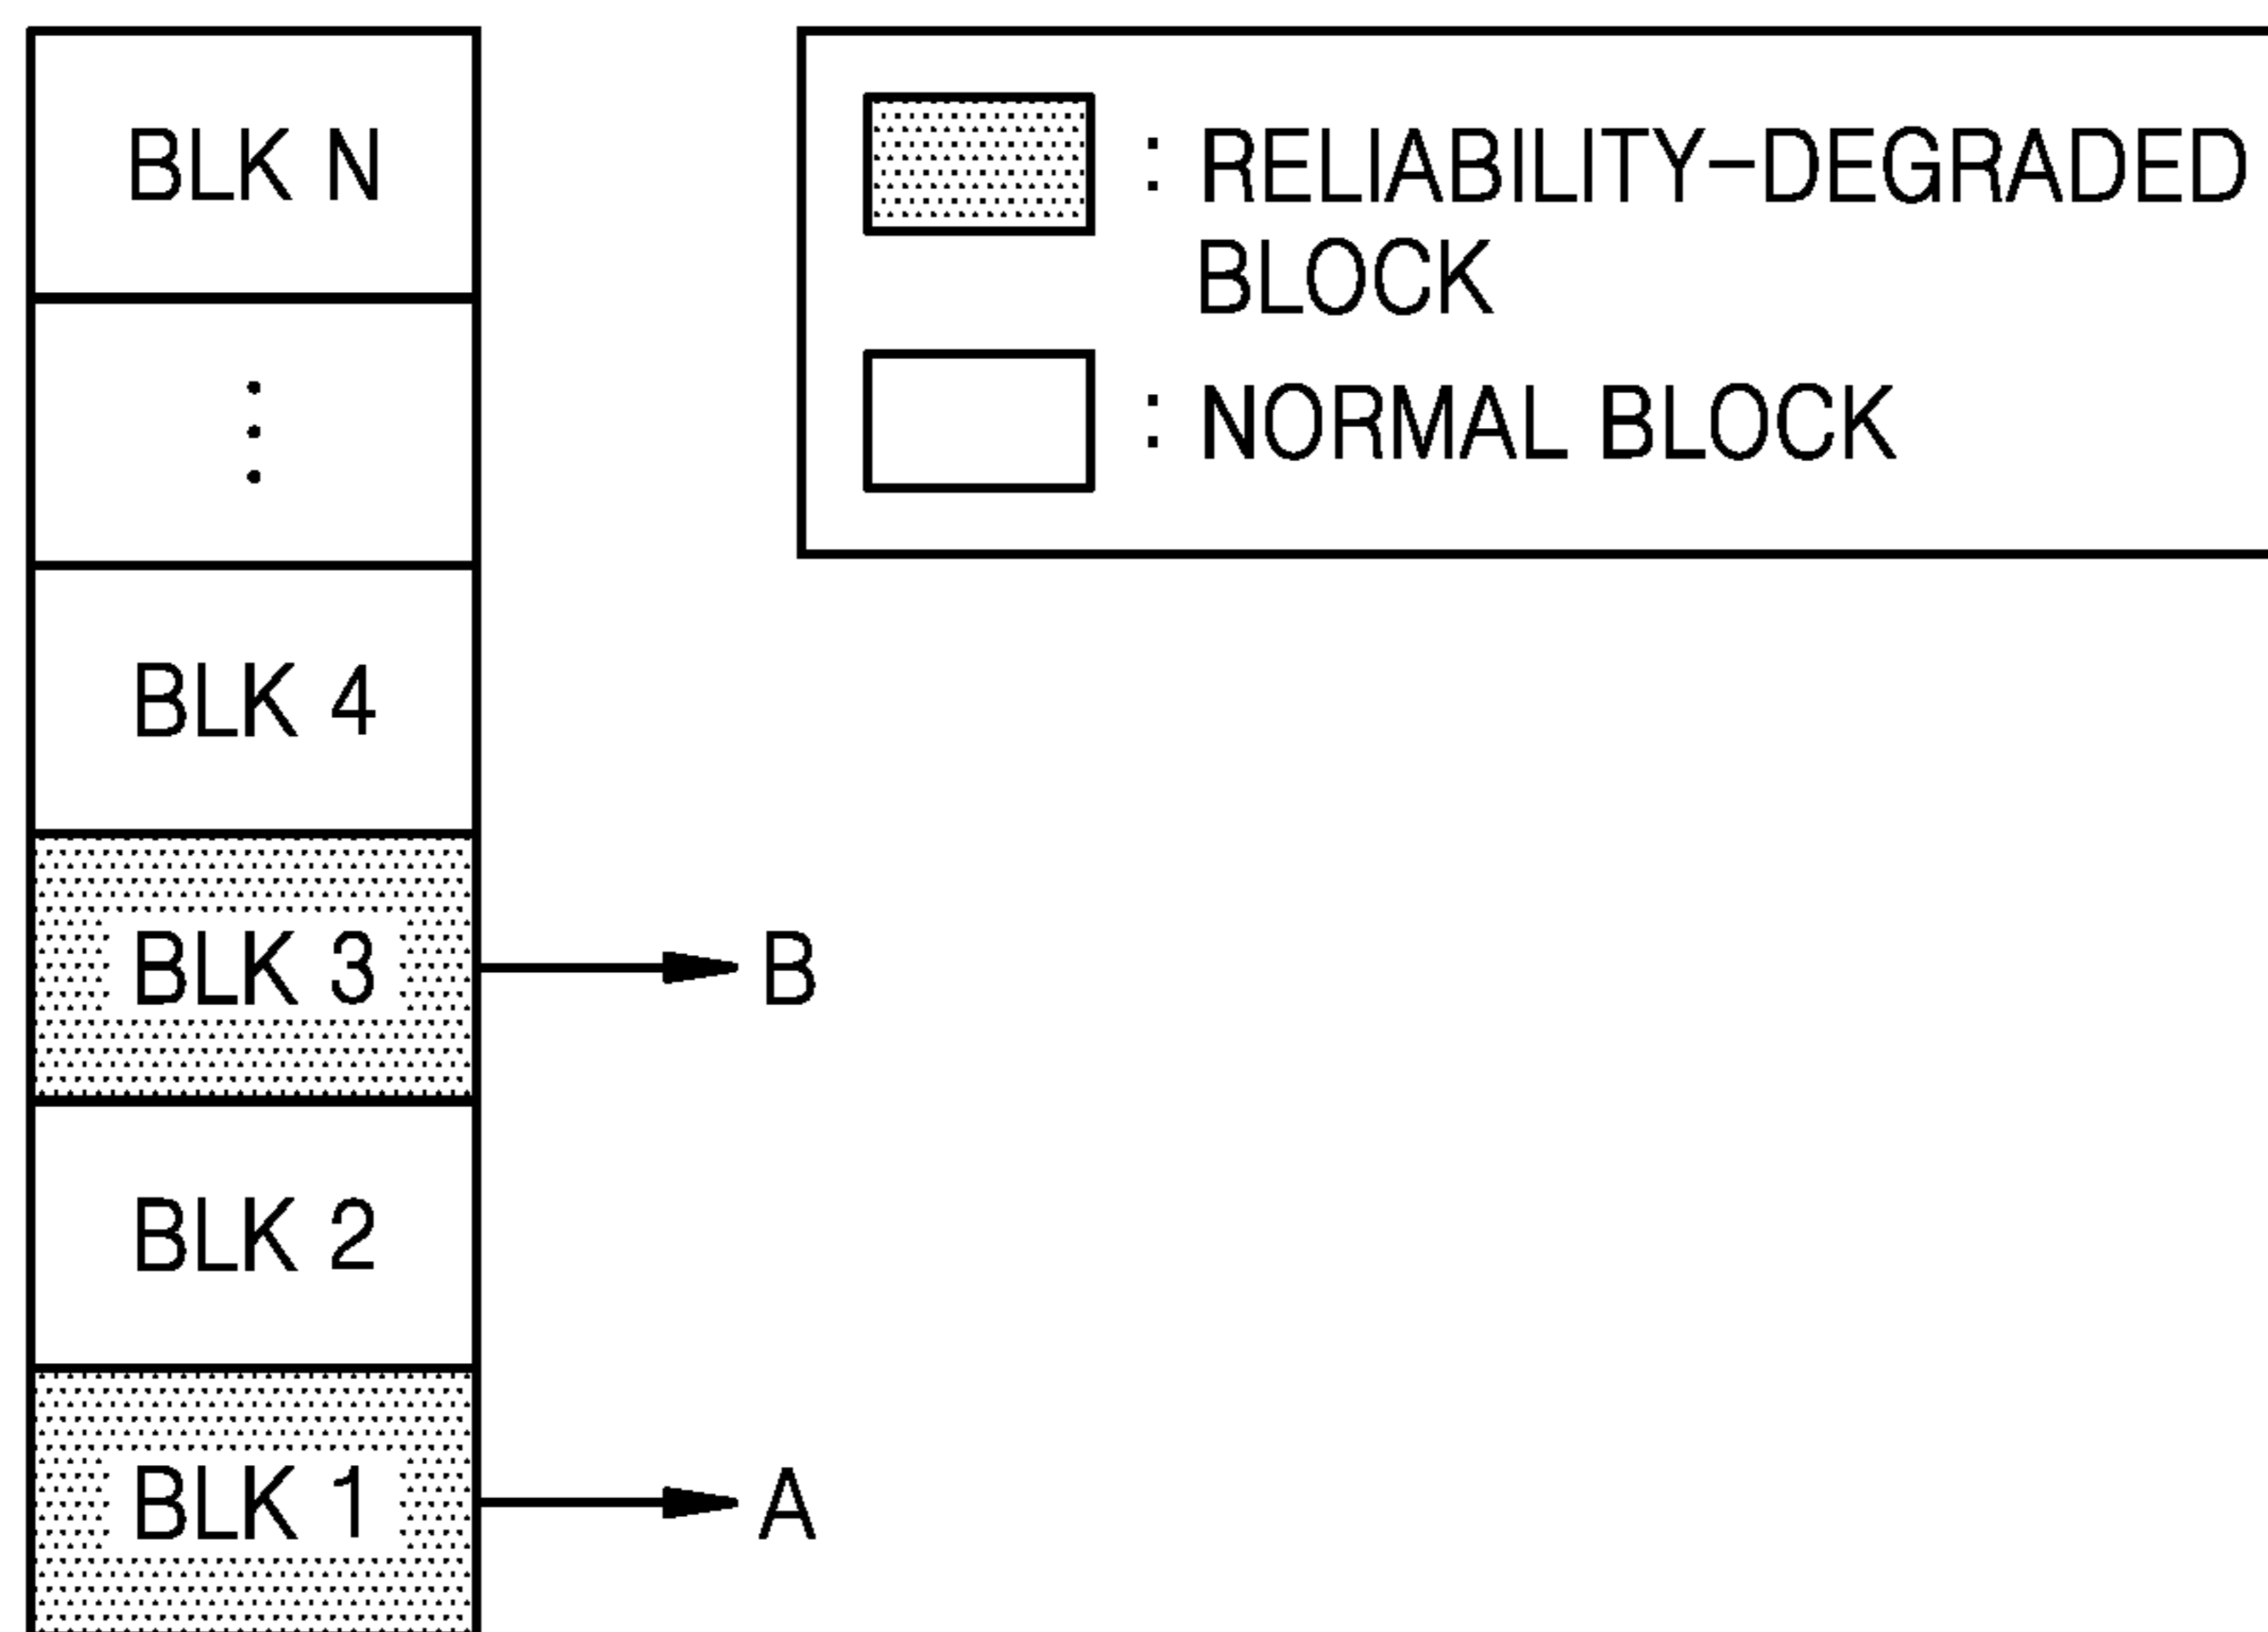 BLK N
⋮
BLK 4
BLK 3
B
BLK 2
BLK 1
A
: RELIABILITY-DEGRADED
BLOCK
: NORMAL BLOCK